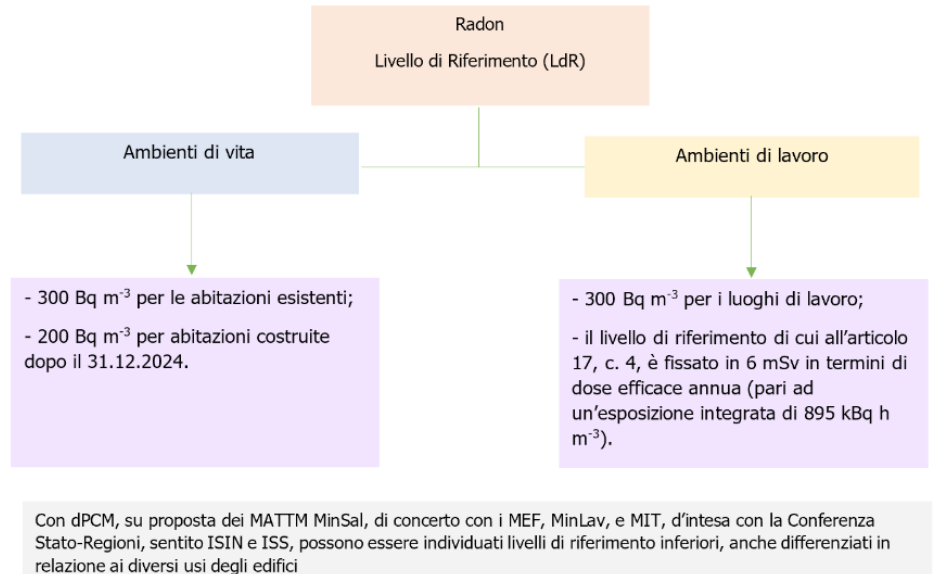 Radon
Livello di Riferimento (LdR)
Ambienti di vita
Ambienti di lavoro
- 300 Bq m-3 per le abitazioni esistenti;
- 200 Bq m-3 per abitazioni costruite
dopo il 31.12.2024.
- 300 Bq m-3 per i luoghi di lavoro;
- il livello di riferimento di cui all’articolo
17, c. 4, è fissato in 6 mSv in termini di
dose efficace annua (pari ad
un’esposizione integrata di 895 kBq h
m-3).
Con dPCM, su proposta dei MATTM MinSal, di concerto con i MEF, MinLav, e MIT, d’intesa con la Conferenza
Stato-Regioni, sentito ISIN e ISS, possono essere individuati livelli di riferimento inferiori, anche differenziati in
relazione ai diversi usi degli edifici